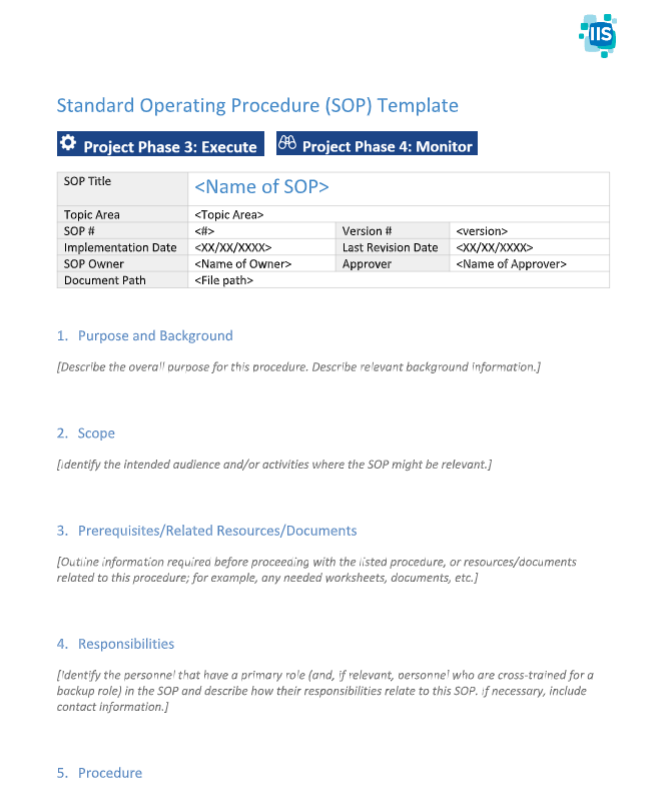 IIS
Standard Operating Procedure (SOP) Template
Project Phase 3: Execute Project Phase 4: Monitor
SOP Title <Name of SOP>
Topic Area <Topic Area>
SOP # <#> Version # <version>
Implementation Date <XX/XX/XXXX> Last Revision Date <XX/XX/XXXX>
SOP Owner <Name of Owner> Approver <Name of Approver>
Document Path <File path>
1. Purpose and Background
[Describe the overall purpose for this procedure. Describe relevant background information.]
2. Scope
[Identify the intended audience and/or activities where the SOP might be relevant.]
3. Prerequisites/Related Resources/Documents
[Outline information required before proceeding with the listed procedure, or resources/documents
related to this procedure; for example, any needed worksheets, documents, etc.]
4. Responsibilities
[Identify the personnel that have a primary role (and, if relevant, personnel who are cross-trained for a
backup role) in the SOP and describe how their responsibilities relate to this SOP. If necessary, include
contact information.]
5. Procedure